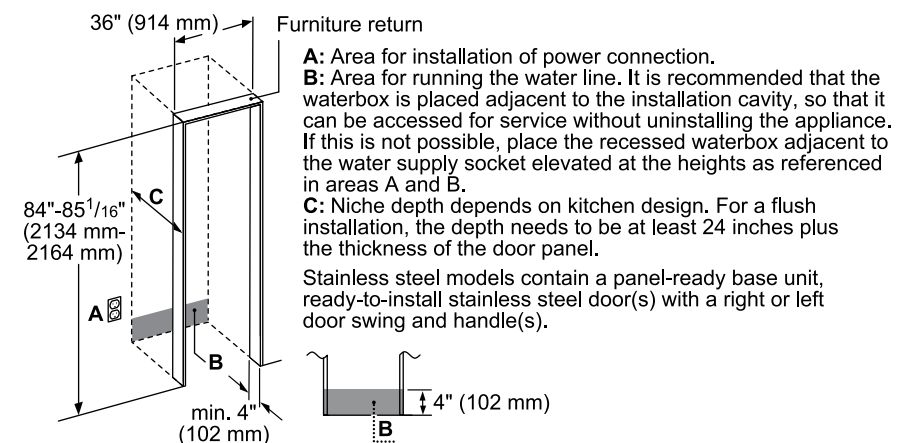 36" (914 mm)
Furniture return
A: Area for installation of power connection.
B: Area for running the water line. It is recommended that the
waterbox is placed adjacent to the installation cavity, so that it
can be accessed for service without uninstalling the appliance.
If this is not possible, place the recessed waterbox adjacent to
the water supply socket elevated at the heights as referenced
in areas A and B.
C: Niche depth depends on kitchen design. For a flush
installation, the depth needs to be at least 24 inches plus
the thickness of the door panel.
Stainless steel models contain a panel-ready base unit,
ready-to-install stainless steel door(s) with a right or left
door swing and handle(s).
C
84"-85 1/16"
(2134 mm-
2164 mm)
A
B
min. 4"
(102 mm)
4" (102 mm)
B